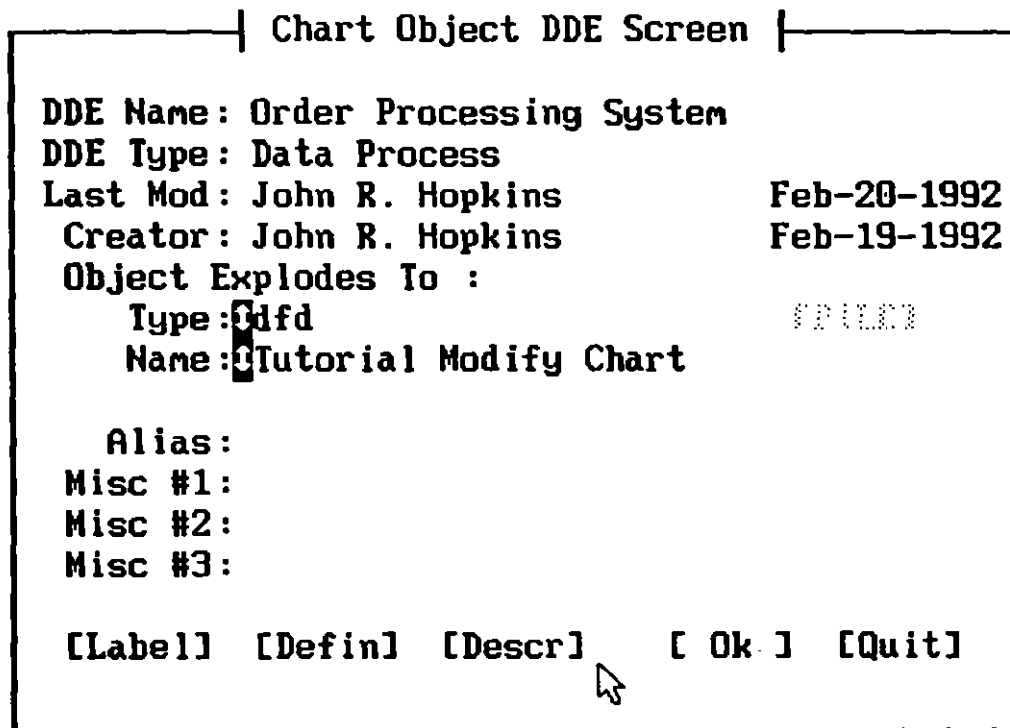 Chart Object DDE Screen
DDE Name: Order Processing System
DDE Type: Data Process
Last Mod: John R. Hopkins Feb-20-1992
Creator: John R. Hopkins Feb-19-1992
Object Explodes To :
Type:↕dfd
Name:↕Tutorial Modify Chart
Alias:
Misc #1:
Misc #2:
Misc #3:
[Label] [Defin] [Descr] [ Ok ] [Quit]